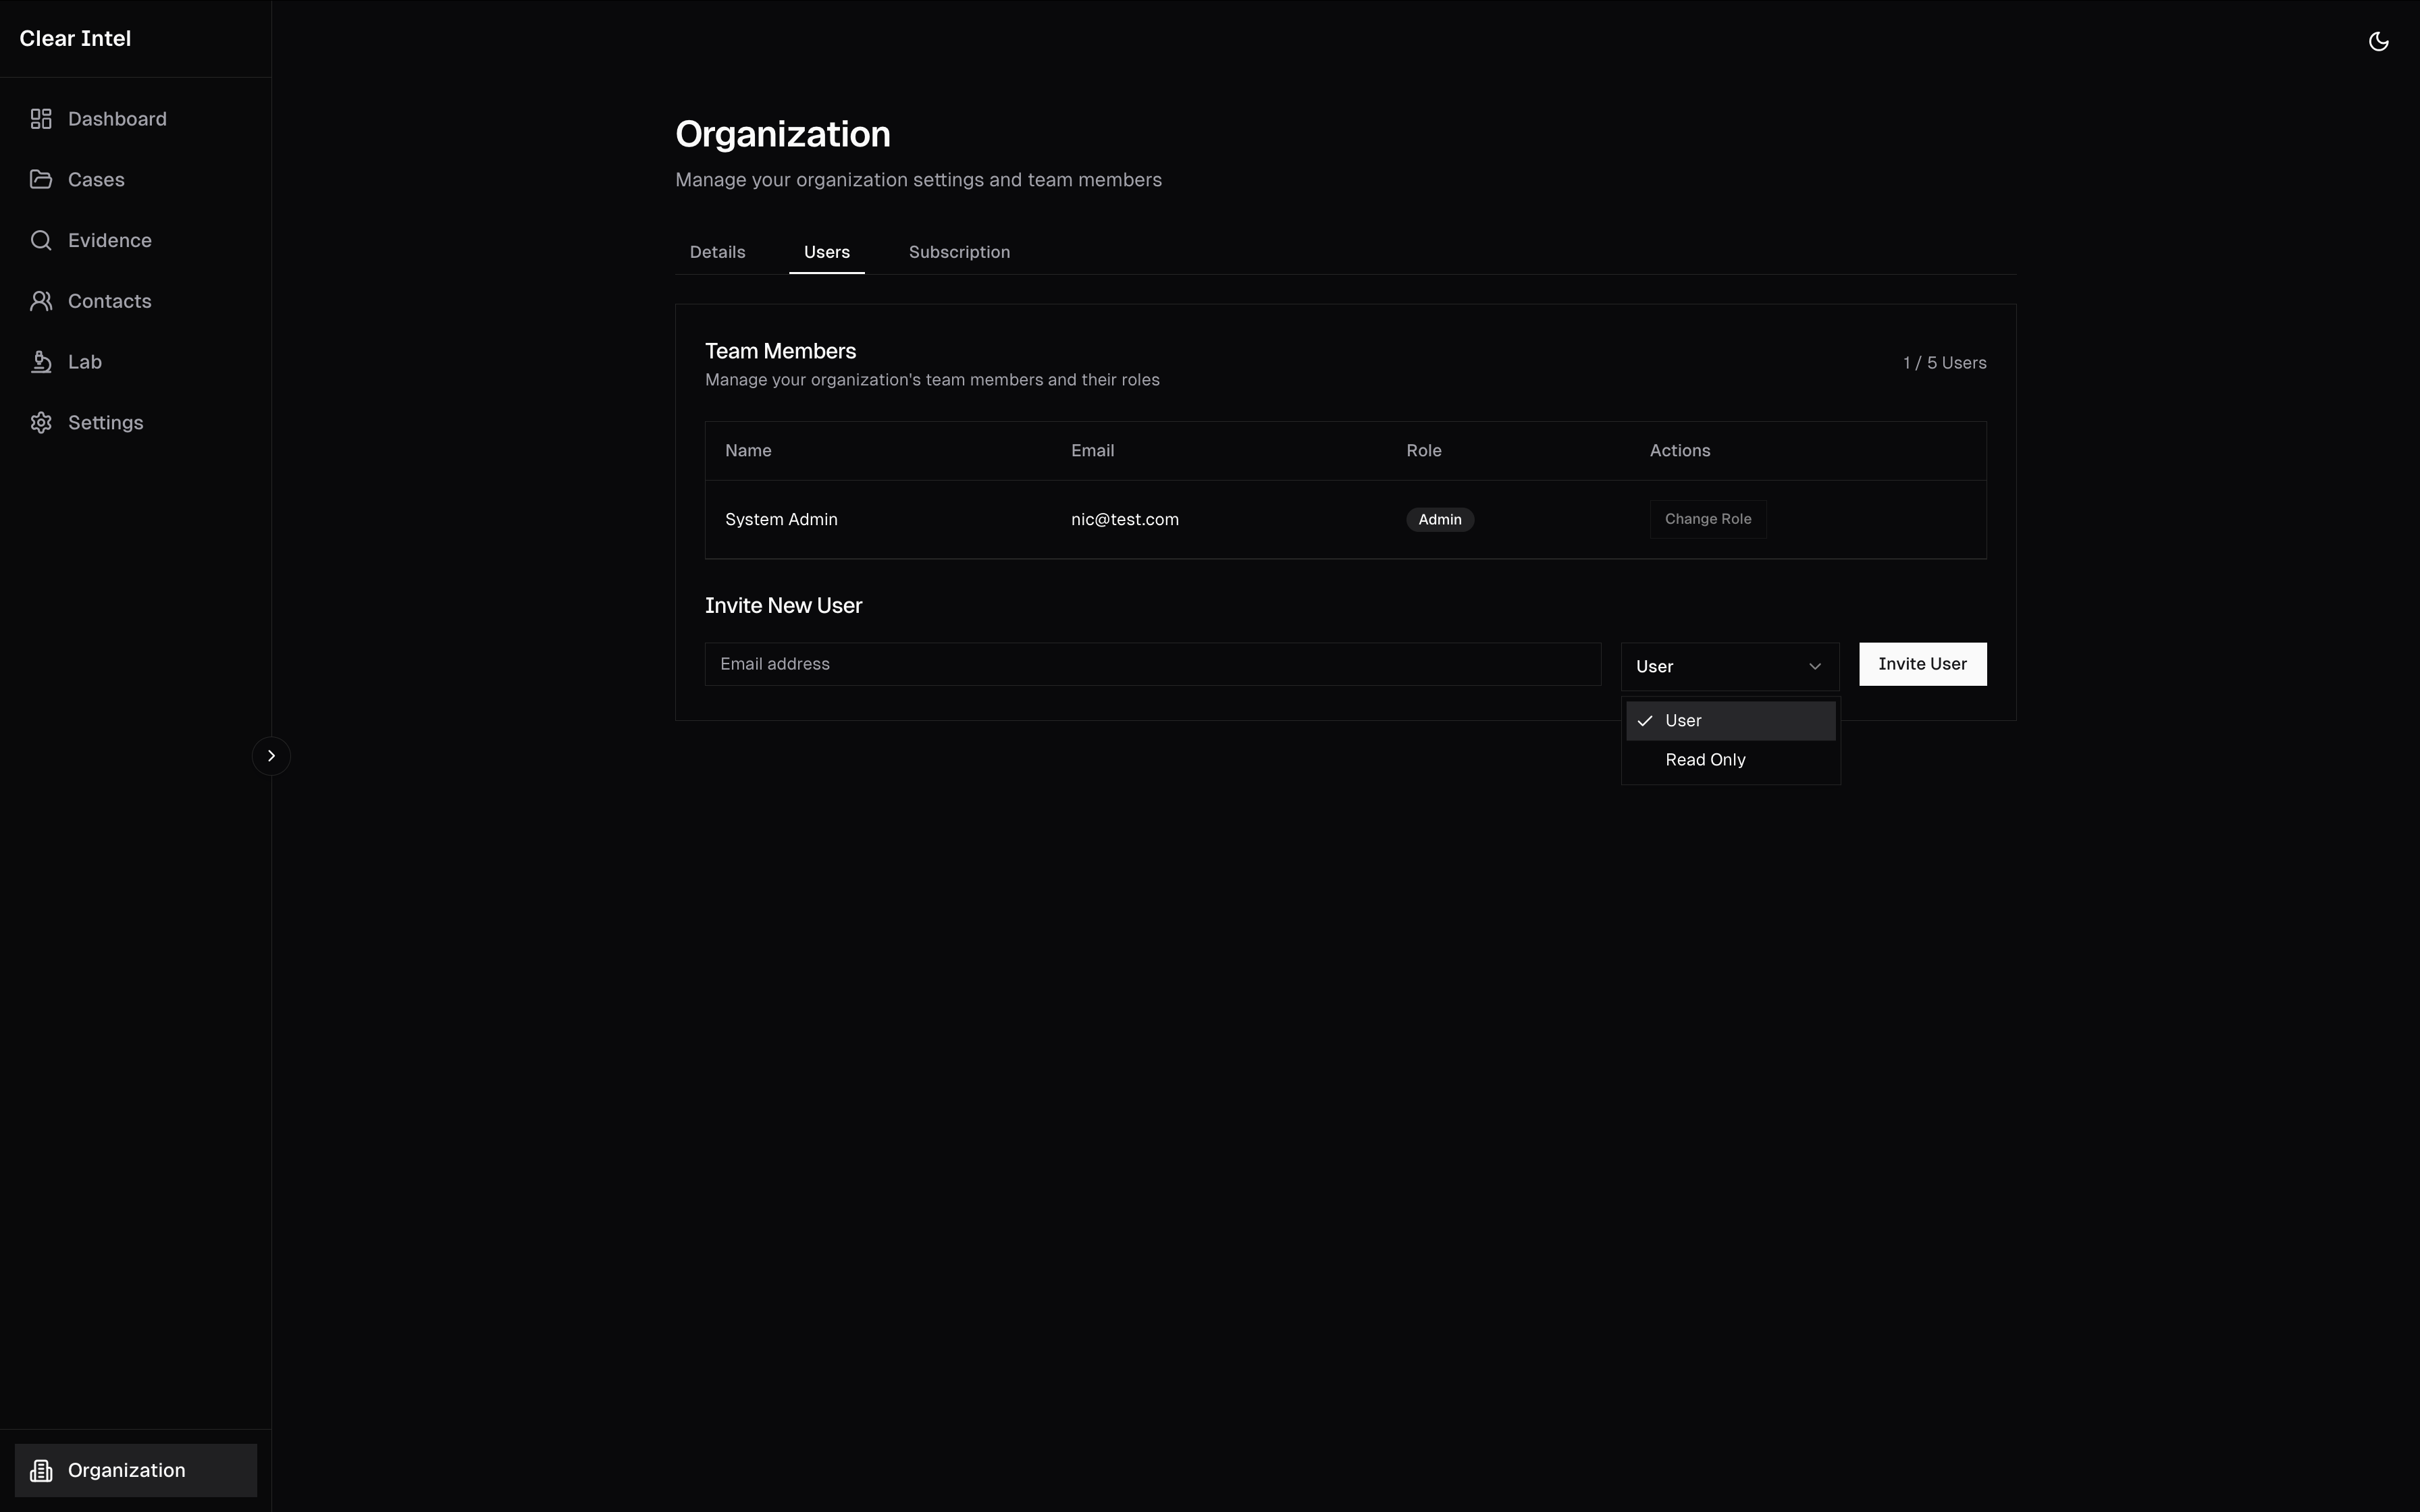 Clear Intel
Dashboard
Cases
Evidence
Contacts
Lab
Settings
Organization
Organization
Manage your organization settings and team members
Details Users Subscription
Team Members
Manage your organization's team members and their roles
1 / 5 Users
Name Email Role Actions
System Admin nic@test.com Admin Change Role
Invite New User
Email address User Invite User
User
Read Only